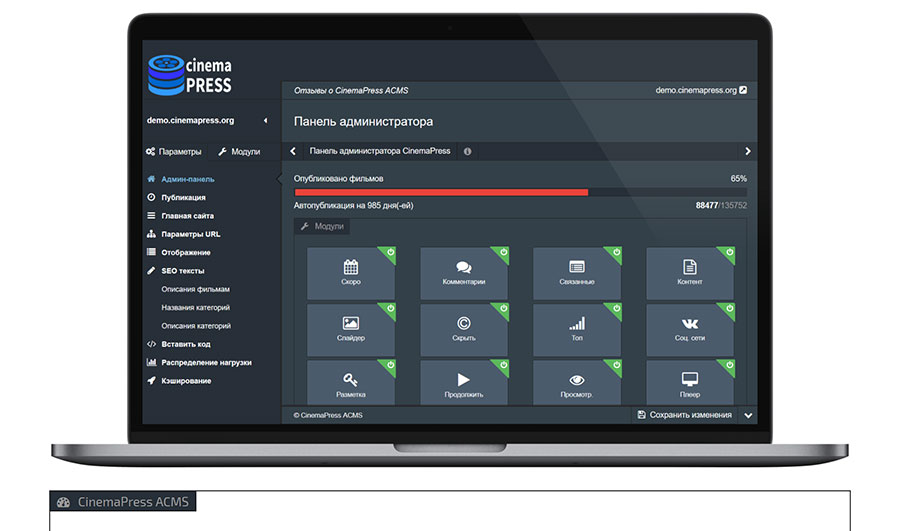 cinema
PRESS
Отзывы о CinemaPress ACMS
demo.cinemapress.org
demo.cinemapress.org
Панель администратора
Параметры
Модули
Панель администратора CinemaPress
Админ-панель
Публикация
Главная сайта
Параметры URL
Отображение
SEO тексты
Описания фильмам
Названия категорий
Описания категорий
Вставить код
Распределение нагрузки
Кэширование
Опубликовано фильмов
65%
Автопубликация на 985 дня(-ей)
88477/135752
Модули
Скоро
Комментарии
Связанные
Контент
Слайдер
Скрыть
Топ
Соц. сети
Разметка
Продолжить
Просмотр.
Плеер
© CinemaPress ACMS
Сохранить изменения
CinemaPress ACMS